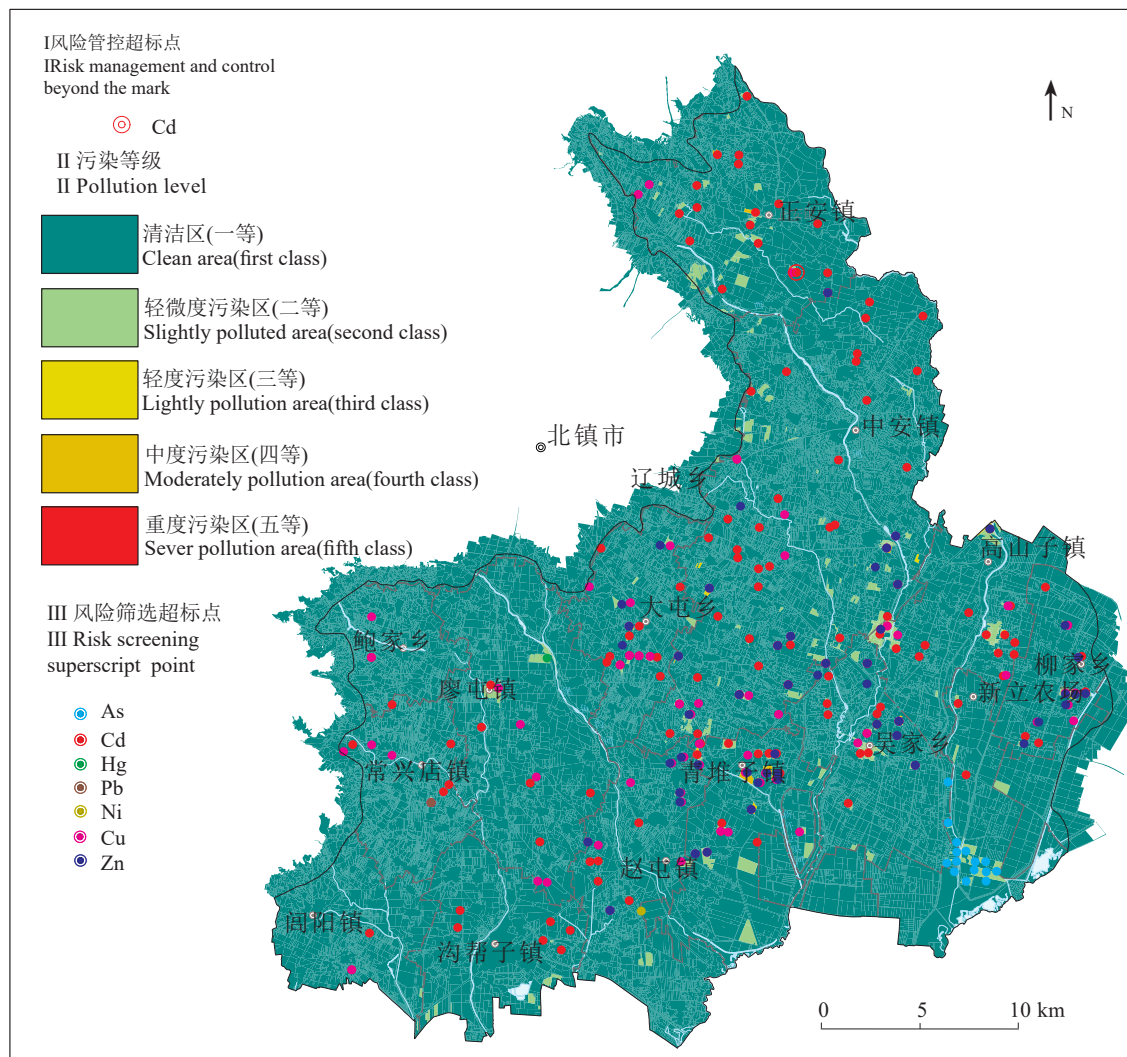 I风险管控超标点
IRisk management and control
beyond the mark
Cd
II 污染等级
II Pollution level
清洁区(一等)
Clean area(first class)
轻微度污染区(二等)
Slightly polluted area(second class)
轻度污染区(三等)
Lightly pollution area(third class)
中度污染区(四等)
Moderately pollution area(fourth class)
重度污染区(五等)
Sever pollution area(fifth class)
III 风险筛选超标点
III Risk screening
superscript point
As
Cd
Hg
Pb
Ni
Cu
Zn
N
正安镇
中安镇
北镇市
辽城乡
高山子镇
大屯乡
鲍家乡
柳家乡
廖屯镇
新立农场
吴家乡
常兴店镇
青堆子镇
赵屯镇
闾阳镇
沟帮子镇
0 5 10 km